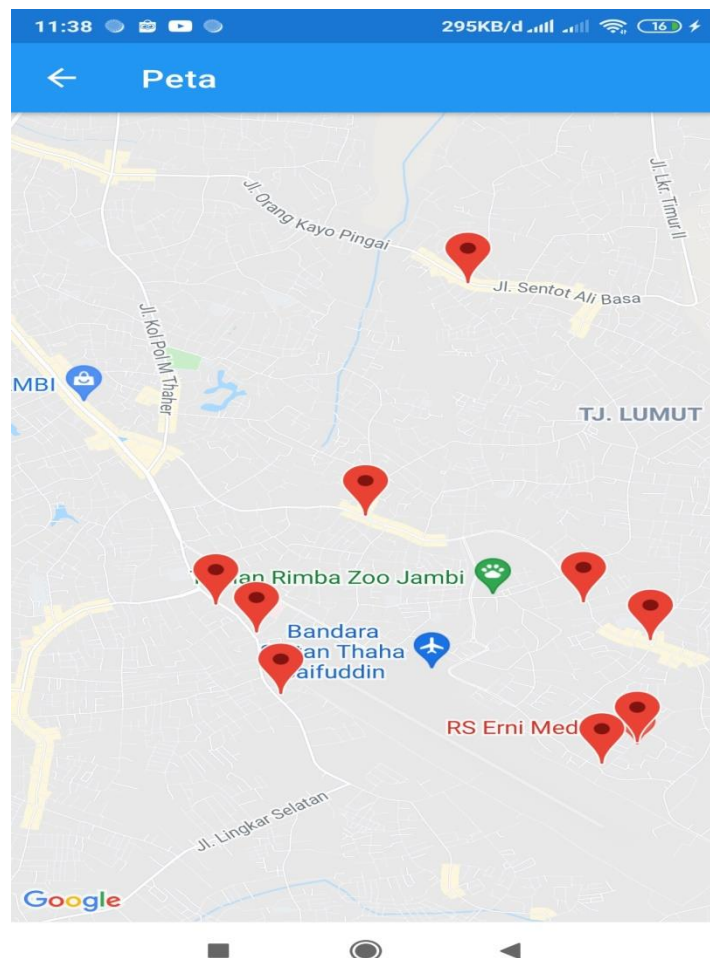 11:38
295KB/d
16
Peta
Jl. Orang Kayo Pingai
Jl. Lkr. Timur II
Jl. Sentot Ali Basa
Jl. Kol Pol M Thaher
MBI
TJ. LUMUT
Rimba Zoo Jambi
Bandara
Thaha
aifuddin
RS Erni Med
Jl. Lingkar Selatan
Google